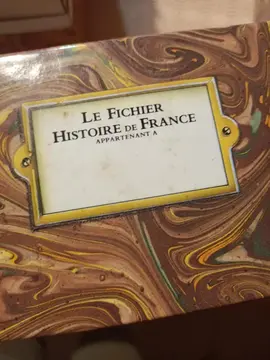 LE FICHIER
HISTOIRE DE FRANCE
APPARTENANT A